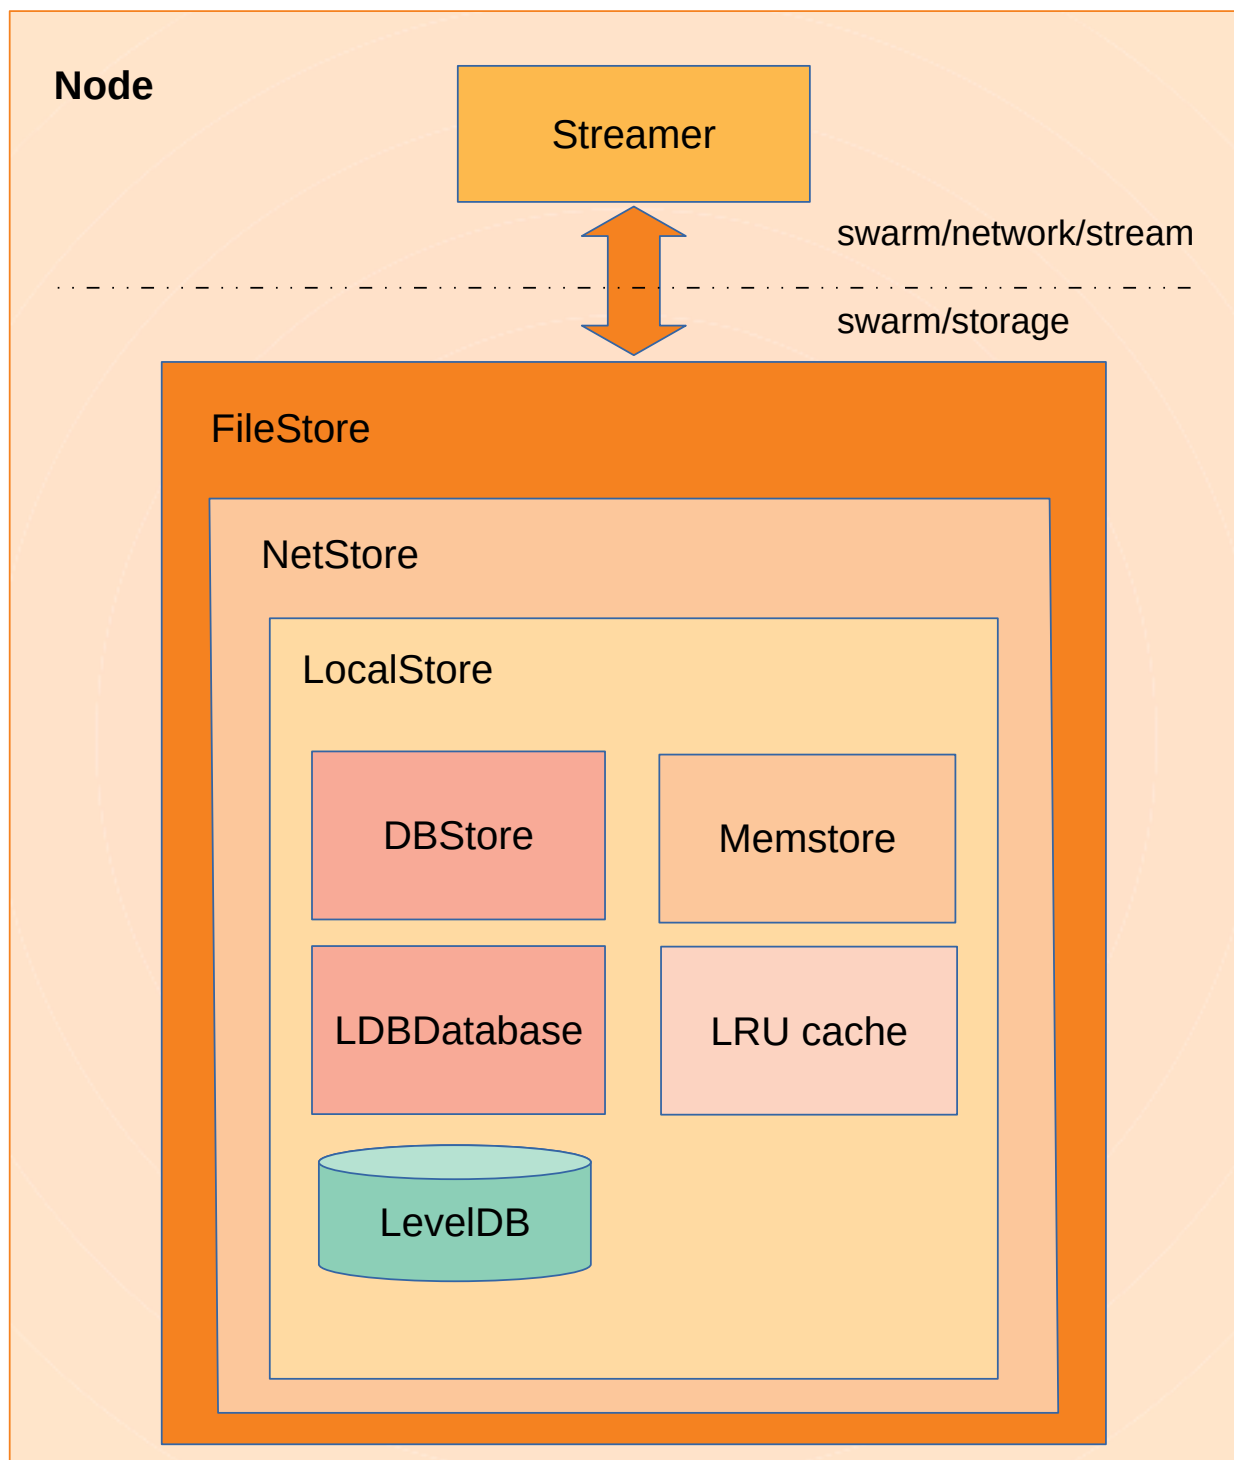 Node
Streamer
swarm/network/stream
swarm/storage
FileStore
NetStore
LocalStore
DBStore
Memstore
LDBDatabase
LRU cache
LevelDB